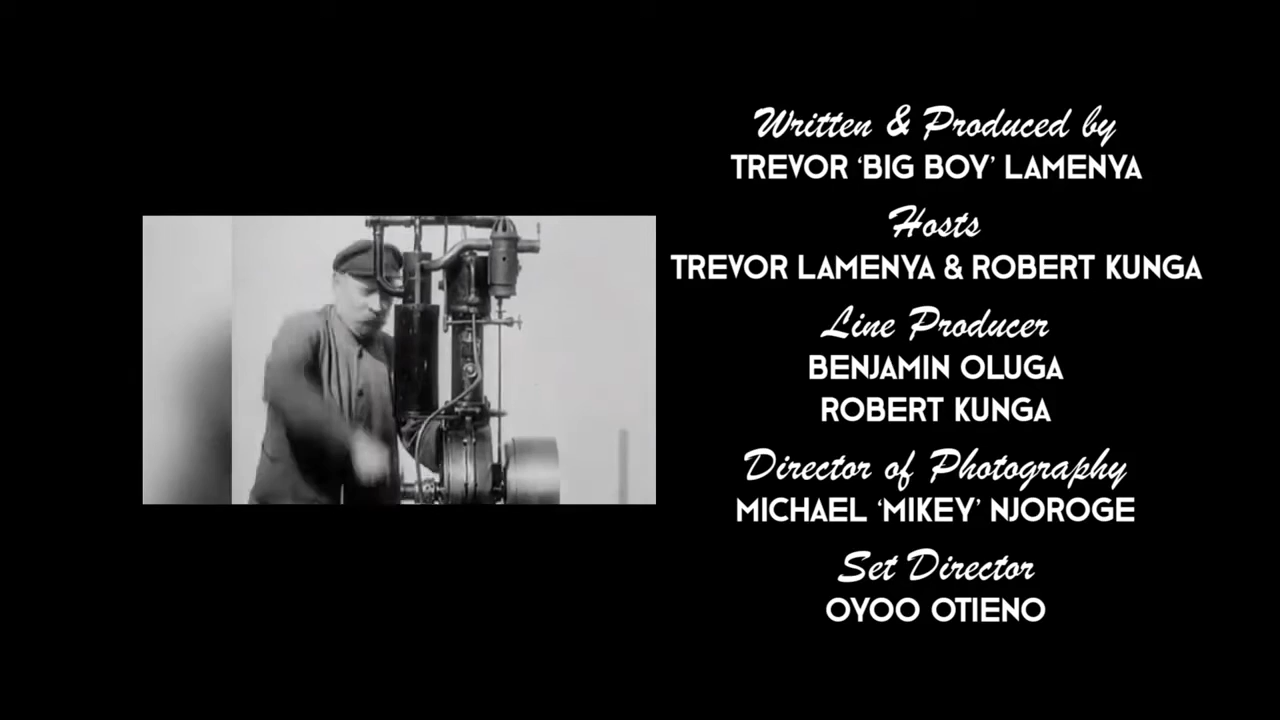 Written & Produced by
TREVOR ‘BIG BOY’ LAMENYA
Hosts
TREVOR LAMENYA & ROBERT KUNGA
Line Producer
BENJAMIN OLUGA
ROBERT KUNGA
Director of Photography
MICHAEL ‘MIKEY’ NJOROGE
Set Director
OYOO OTIENO